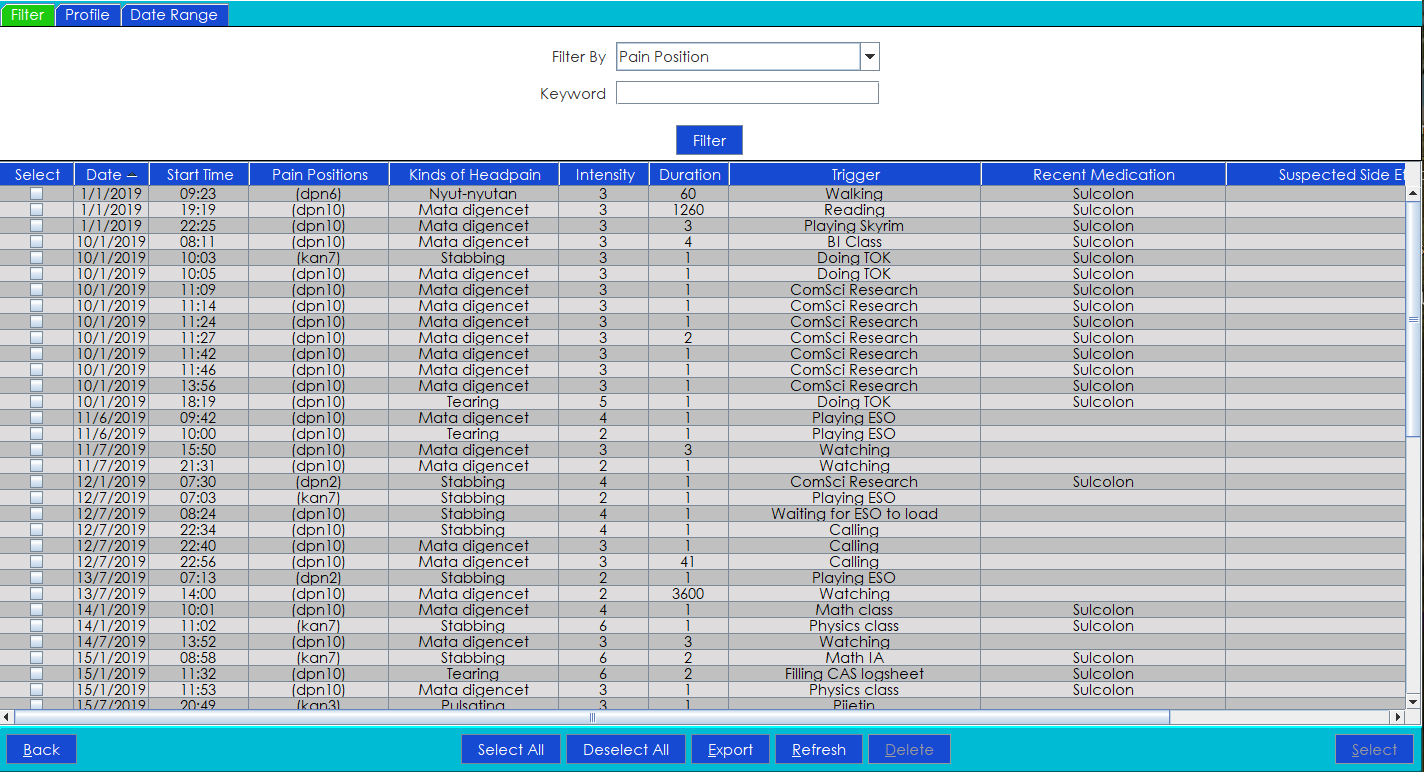 Filter Profile Date Range
Filter By Pain Position
Keyword
Filter
Select Date Start Time Pain Positions Kinds of Headpain Intensity Duration Trigger Recent Medication Suspected Side Ef
1/1/2019 09:23 (dpn6) Nyut-nyutan 3 60 Walking Sulcolon
1/1/2019 19:19 (dpn10) Mata digencet 3 1260 Reading Sulcolon
1/1/2019 22:25 (dpn10) Mata digencet 3 3 Playing Skyrim Sulcolon
10/1/2019 08:11 (dpn10) Mata digencet 3 4 BI Class Sulcolon
10/1/2019 10:03 (kan7) Stabbing 3 1 Doing TOK Sulcolon
10/1/2019 10:05 (dpn10) Mata digencet 3 1 Doing TOK Sulcolon
10/1/2019 11:09 (dpn10) Mata digencet 3 1 ComSci Research Sulcolon
10/1/2019 11:14 (dpn10) Mata digencet 3 1 ComSci Research Sulcolon
10/1/2019 11:24 (dpn10) Mata digencet 3 1 ComSci Research Sulcolon
10/1/2019 11:27 (dpn10) Mata digencet 3 2 ComSci Research Sulcolon
10/1/2019 11:42 (dpn10) Mata digencet 3 1 ComSci Research Sulcolon
10/1/2019 11:46 (dpn10) Mata digencet 3 1 ComSci Research Sulcolon
10/1/2019 13:56 (dpn10) Mata digencet 3 1 ComSci Research Sulcolon
10/1/2019 18:19 (dpn10) Tearing 5 1 Doing TOK Sulcolon
11/6/2019 09:42 (dpn10) Mata digencet 4 1 Playing ESO
11/6/2019 10:00 (dpn10) Tearing 2 1 Playing ESO
11/7/2019 15:50 (dpn10) Mata digencet 3 3 Watching
11/7/2019 21:31 (dpn10) Mata digencet 2 1 Watching
12/1/2019 07:30 (dpn2) Stabbing 4 1 ComSci Research Sulcolon
12/7/2019 07:03 (kan7) Stabbing 2 1 Playing ESO
12/7/2019 08:24 (dpn10) Stabbing 4 1 Waiting for ESO to load
12/7/2019 22:34 (dpn10) Stabbing 4 1 Calling
12/7/2019 22:40 (dpn10) Mata digencet 3 1 Calling
12/7/2019 22:56 (dpn10) Mata digencet 3 41 Calling
13/7/2019 07:13 (dpn2) Stabbing 2 1 Playing ESO
13/7/2019 14:00 (dpn10) Mata digencet 2 3600 Watching
14/1/2019 10:01 (dpn10) Mata digencet 4 1 Math class Sulcolon
14/1/2019 11:02 (kan7) Stabbing 6 1 Physics class Sulcolon
14/7/2019 13:52 (dpn10) Mata digencet 3 3 Watching
15/1/2019 08:58 (kan7) Stabbing 6 2 Math IA Sulcolon
15/1/2019 11:32 (dpn10) Tearing 6 2 Filling CAS logsheet Sulcolon
15/1/2019 11:53 (dpn10) Mata digencet 3 1 Physics class Sulcolon
15/7/2019 20:49 (kan3) Pulsating 3 1 Pijetin
Back Select All Deselect All Export Refresh Delete Select